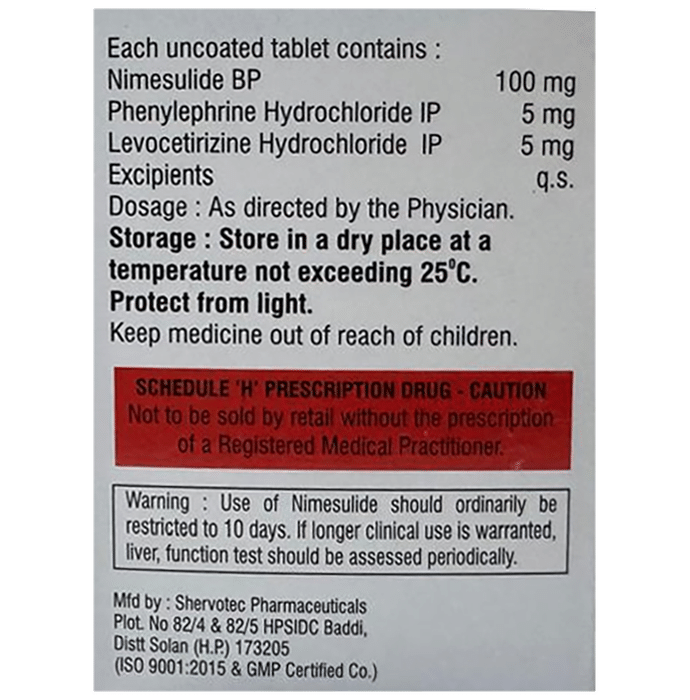 Each uncoated tablet contains :
Nimesulide BP 100 mg
Phenylephrine Hydrochloride IP 5 mg
Levocetirizine Hydrochloride IP 5 mg
Excipients q.s.
Dosage : As directed by the Physician.
Storage : Store in a dry place at a
temperature not exceeding 25⁰C.
Protect from light.
Keep medicine out of reach of children.
SCHEDULE 'H' PRESCRIPTION DRUG - CAUTION
Not to be sold by retail without the prescription
of a Registered Medical Practitioner.
Warning : Use of Nimesulide should ordinarily be
restricted to 10 days. If longer clinical use is warranted,
liver, function test should be assessed periodically.
Mfd by : Shervotec Pharmaceuticals
Plot. No 82/4 & 82/5 HPSIDC Baddi,
Distt Solan (H.P.) 173205
(ISO 9001:2015 & GMP Certified Co.)